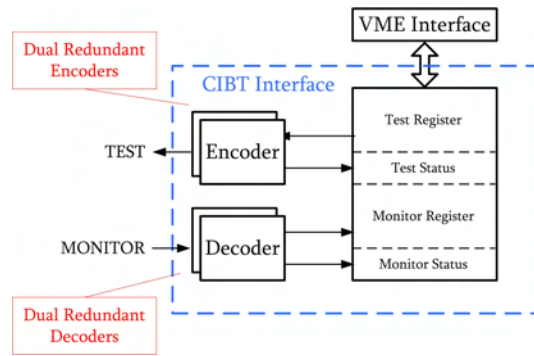 VME Interface
Dual Redundant
Encoders
CIBT Interface
Test Register
TEST
Encoder
Test Status
Monitor Register
MONITOR
Decoder
Monitor Status
Dual Redundant
Decoders